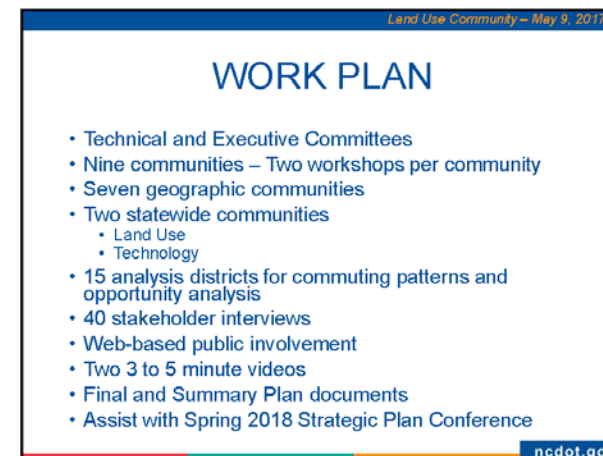 Land Use Community – May 9, 2017
WORK PLAN
• Technical and Executive Committees
• Nine communities – Two workshops per community
• Seven geographic communities
• Two statewide communities
• Land Use
• Technology
• 15 analysis districts for commuting patterns and
opportunity analysis
• 40 stakeholder interviews
• Web-based public involvement
• Two 3 to 5 minute videos
• Final and Summary Plan documents
• Assist with Spring 2018 Strategic Plan Conference
ncdot.go